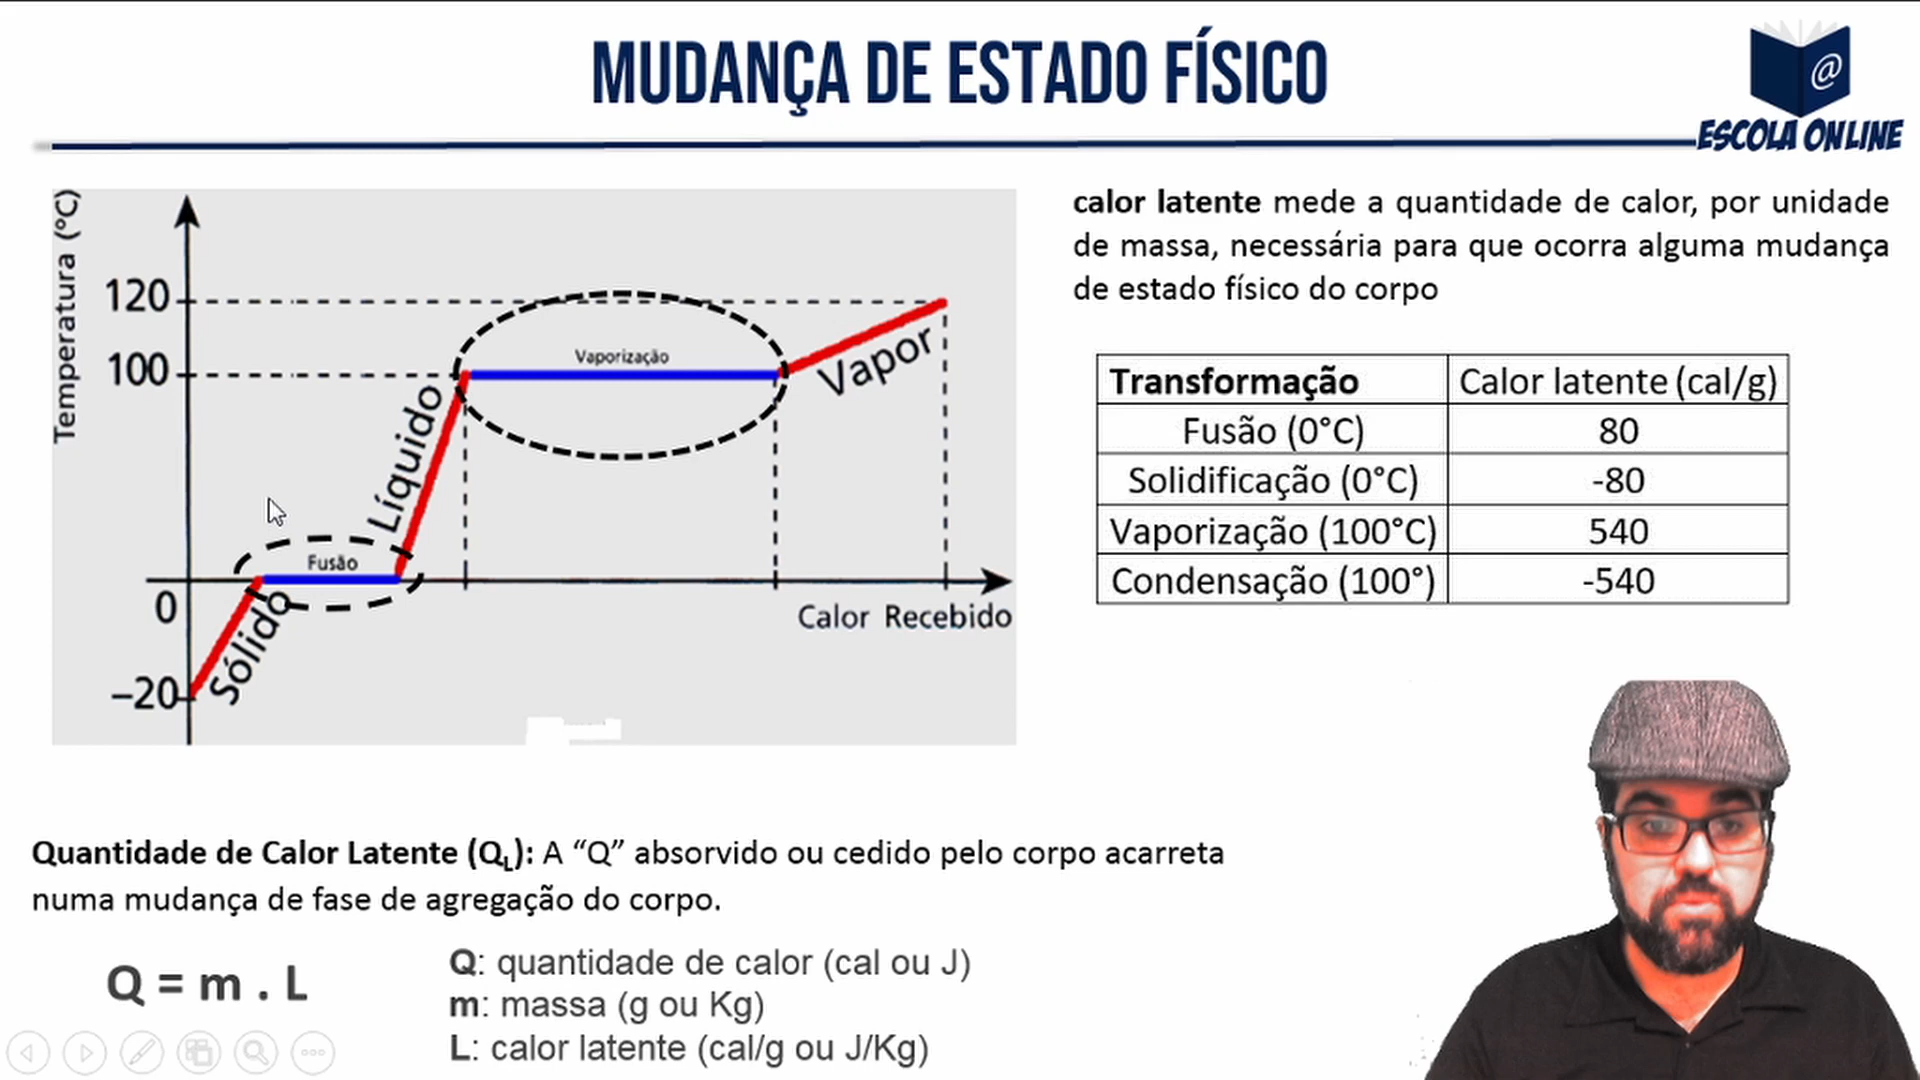 MUDANÇA DE ESTADO FÍSICO
@
ESCOLA ONLINE
Temperatura (°C)
120
100
0
–20
Sólido
Fusão
Líquido
Vaporização
Vapor
Calor Recebido
calor latente mede a quantidade de calor, por unidade
de massa, necessária para que ocorra alguma mudança
de estado físico do corpo
Transformação Calor latente (cal/g)
Fusão (0°C) 80
Solidificação (0°C) -80
Vaporização (100°C) 540
Condensação (100°) -540
Quantidade de Calor Latente (QL): A “Q” absorvido ou cedido pelo corpo acarreta
numa mudança de fase de agregação do corpo.
Q = m . L
Q: quantidade de calor (cal ou J)
m: massa (g ou Kg)
L: calor latente (cal/g ou J/Kg)